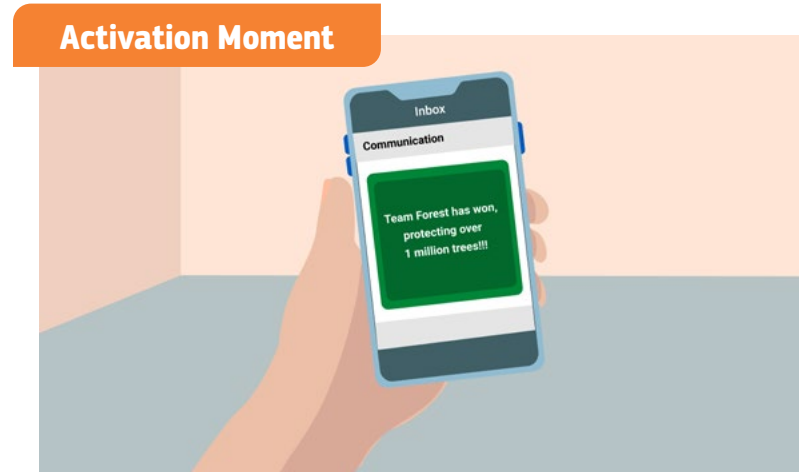 Activation Moment
Inbox
Communication
Team Forest has won,
protecting over
1 million trees!!!